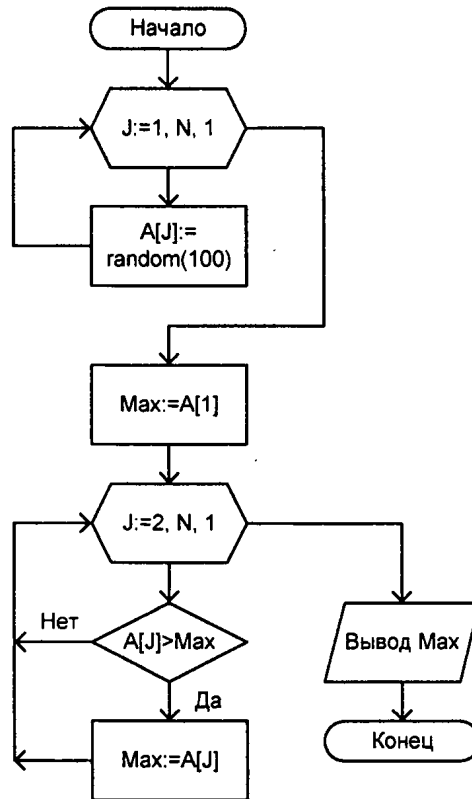 Начало
J:=1, N, 1
A[J]:=
random(100)
Max:=A[1]
J:=2, N, 1
Нет
A[J]>Max
Вывод Max
Да
Max:=A[J]
Конец